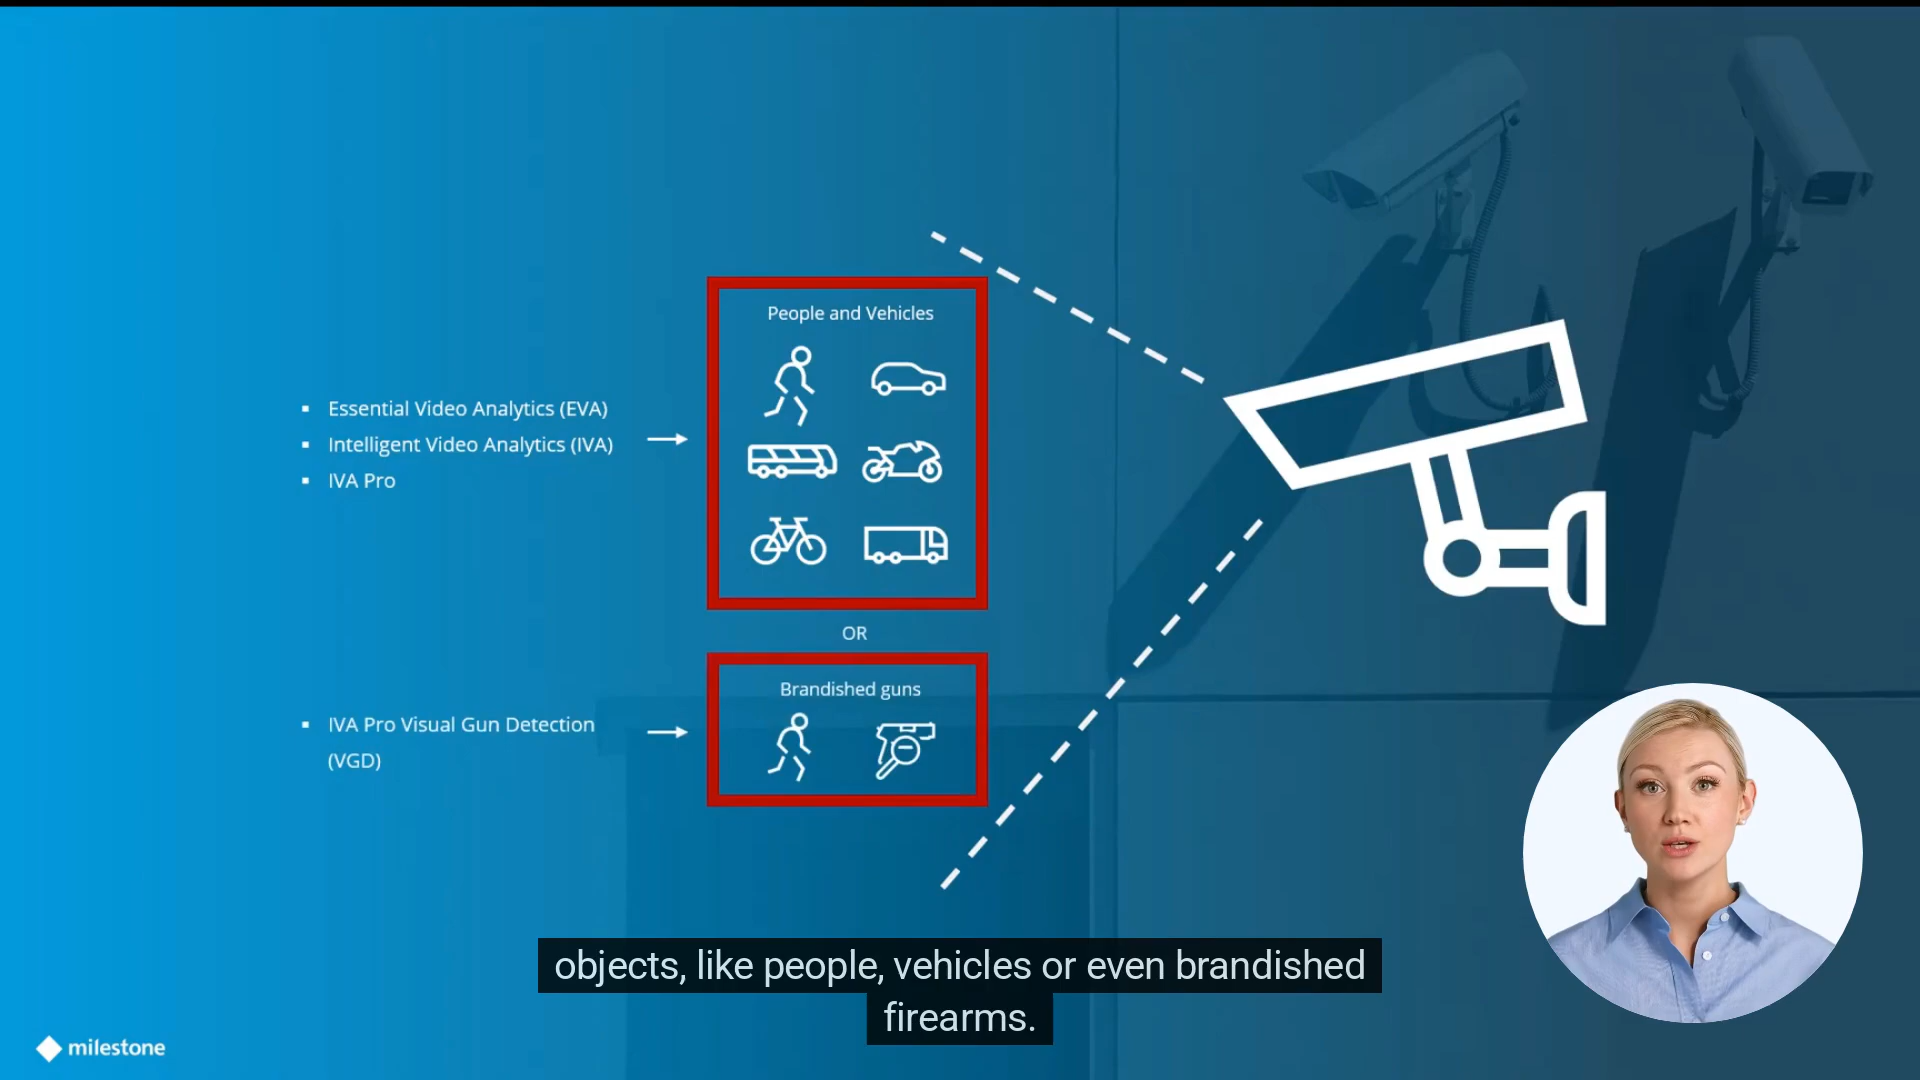 People and Vehicles
Essential Video Analytics (EVA)
Intelligent Video Analytics (IVA)
IVA Pro
OR
Brandished guns
IVA Pro Visual Gun Detection
(VGD)
objects, like people, vehicles or even brandished
firearms.
milestone